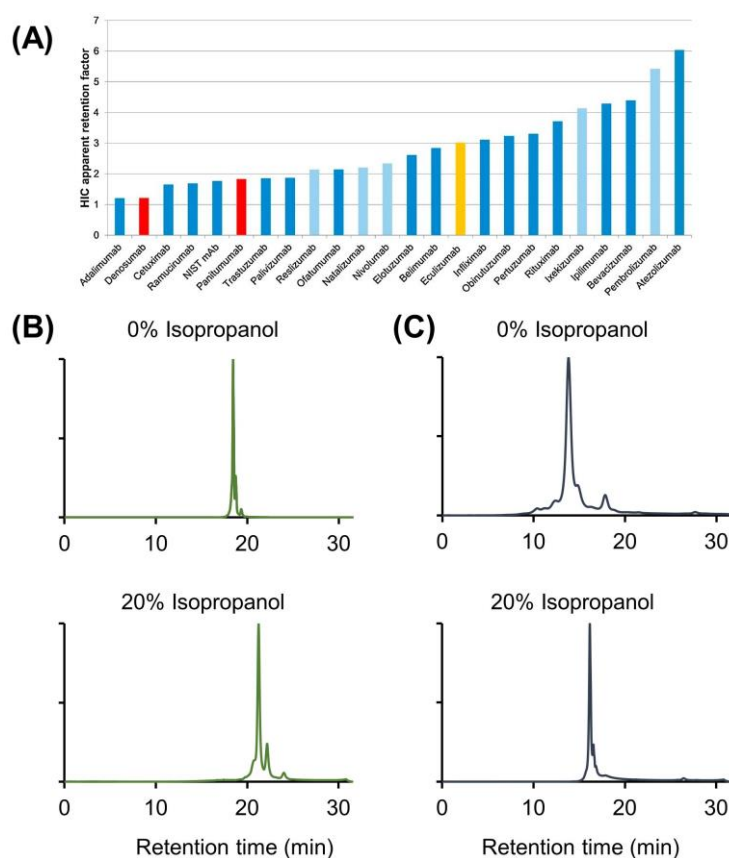 (A)
HIC apparent retention factor
7
6
5
4
3
2
1
0
Adalimumab
Denosumab
Cetuximab
Ramucirumab
NIST mAb
Panitumumab
Trastuzumab
Palivizumab
Reslizumab
Ofatumumab
Natalizumab
Nivolumab
Elotuzumab
Belimumab
Eculizumab
Infliximab
Obinutuzumab
Pertuzumab
Rituximab
Ixekizumab
Ipilimumab
Bevacizumab
Pembrolizumab
Atezolizumab
(B)
0% Isopropanol
0 10 20 30
20% Isopropanol
0 10 20 30
Retention time (min)
(C)
0% Isopropanol
0 10 20 30
20% Isopropanol
0 10 20 30
Retention time (min)